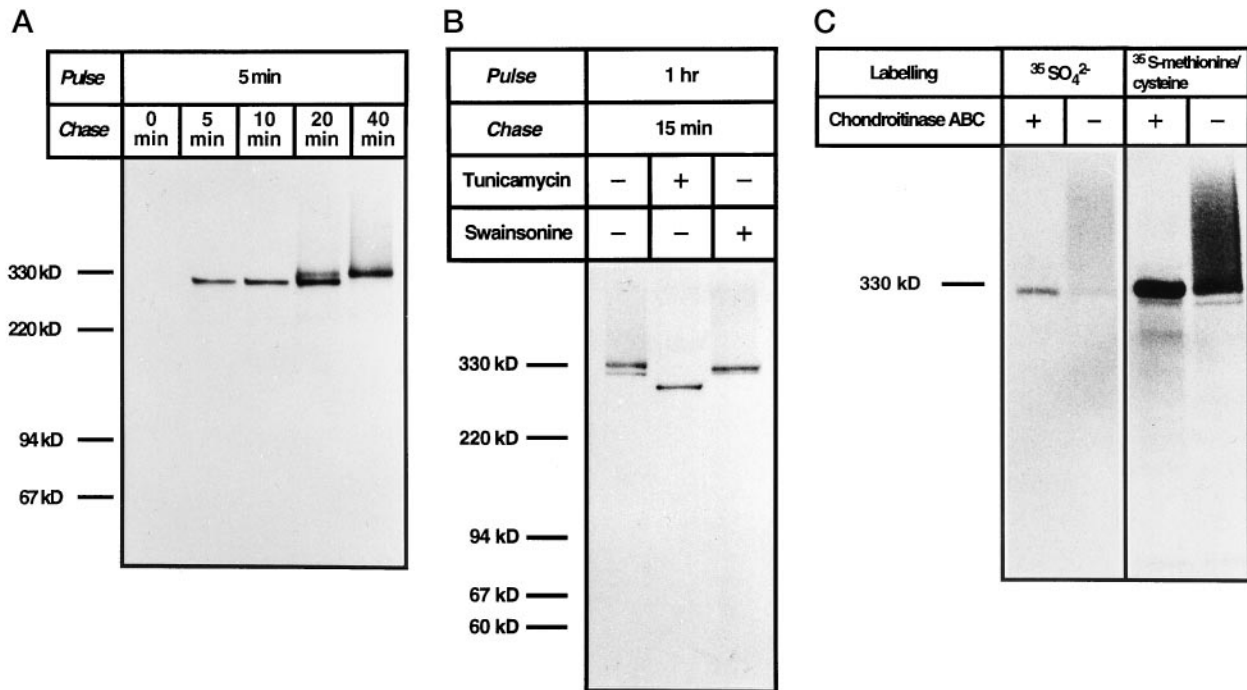 A
Pulse 5 min
Chase 0 min 5 min 10 min 20 min 40 min
330 kD
220 kD
94 kD
67 kD
B
Pulse 1 hr
Chase 15 min
Tunicamycin – + –
Swainsonine – – +
330 kD
220 kD
94 kD
67 kD
60 kD
C
Labelling ³⁵SO₄²⁻ ³⁵S-methionine/cysteine
Chondroitinase ABC + – + –
330 kD